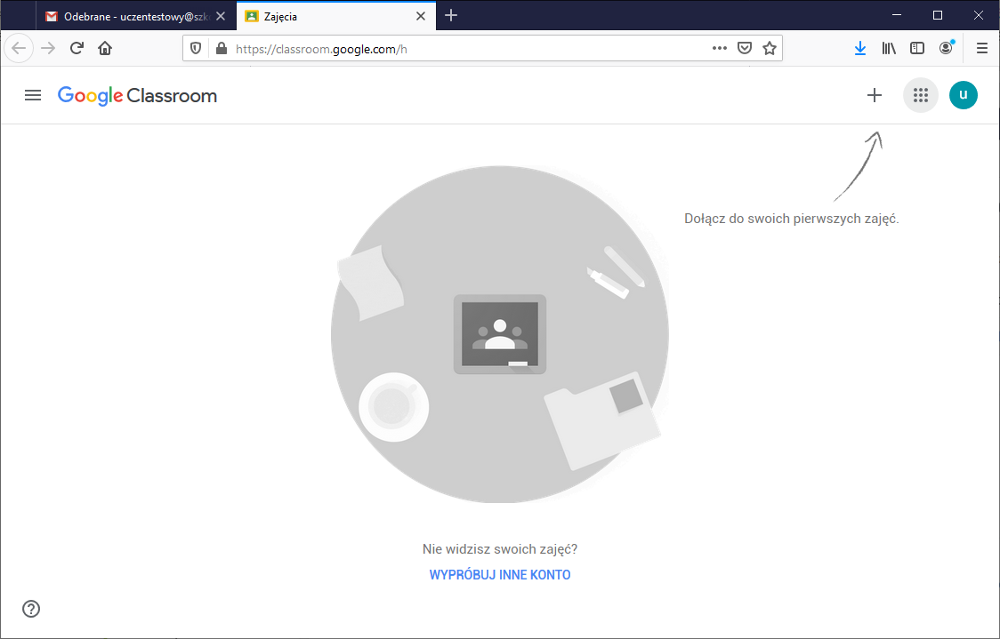 Odebrane - uczentestowy@szk
Zajęcia
https://classroom.google.com/h
Google Classroom
u
Dołącz do swoich pierwszych zajęć.
Nie widzisz swoich zajęć?
WYPRÓBUJ INNE KONTO